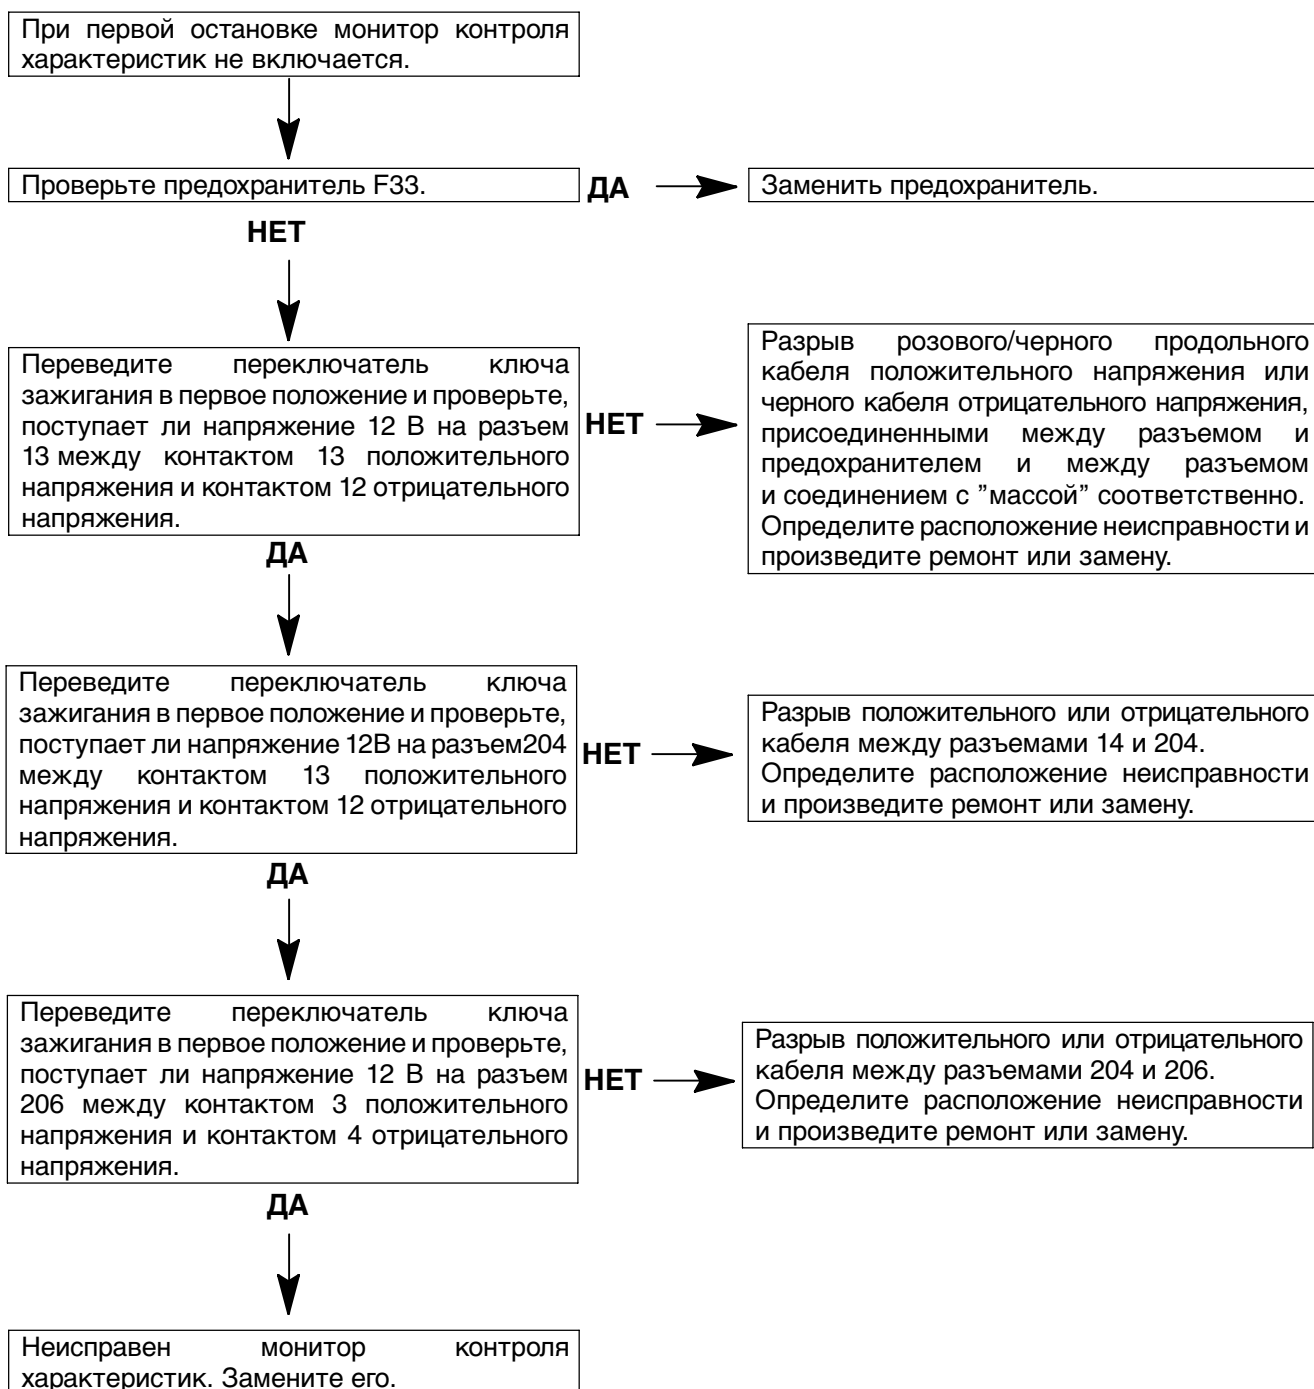 При первой остановке монитор контроля
характеристик не включается.
Проверьте предохранитель F33.
ДА
Заменить предохранитель.
НЕТ
Переведите переключатель ключа
зажигания в первое положение и проверьте,
поступает ли напряжение 12 В на разъем
13 между контактом 13 положительного
напряжения и контактом 12 отрицательного
напряжения.
НЕТ
Разрыв розового/черного продольного
кабеля положительного напряжения или
черного кабеля отрицательного напряжения,
присоединенными между разъемом и
предохранителем и между разъемом
и соединением с ”массой” соответственно.
Определите расположение неисправности и
произведите ремонт или замену.
ДА
Переведите переключатель ключа
зажигания в первое положение и проверьте,
поступает ли напряжение 12В на разъем204
между контактом 13 положительного
напряжения и контактом 12 отрицательного
напряжения.
НЕТ
Разрыв положительного или отрицательного
кабеля между разъемами 14 и 204.
Определите расположение неисправности
и произведите ремонт или замену.
ДА
Переведите переключатель ключа
зажигания в первое положение и проверьте,
поступает ли напряжение 12 В на разъем
206 между контактом 3 положительного
напряжения и контактом 4 отрицательного
напряжения.
НЕТ
Разрыв положительного или отрицательного
кабеля между разъемами 204 и 206.
Определите расположение неисправности
и произведите ремонт или замену.
ДА
Неисправен монитор контроля
характеристик. Замените его.